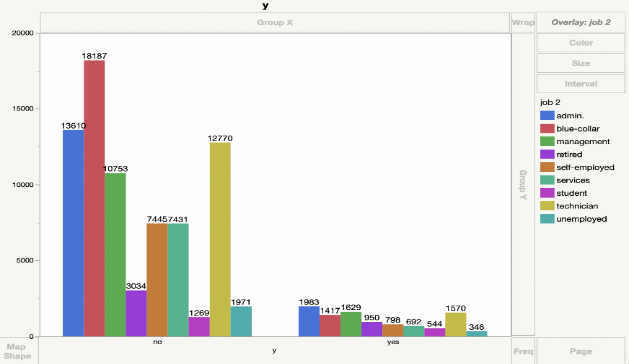 y
Group X
Wrap
Overlay: job 2
Color
Size
Interval
job 2
admin.
blue-collar
management
retired
self-employed
services
student
technician
unemployed
20000
15000
10000
5000
0
13610
18187
10753
3034
7445
7431
1269
12770
1971
1983
1417
1629
950
796
692
544
1570
346
Group Y
no
yes
y
Map
Shape
Freq
Page